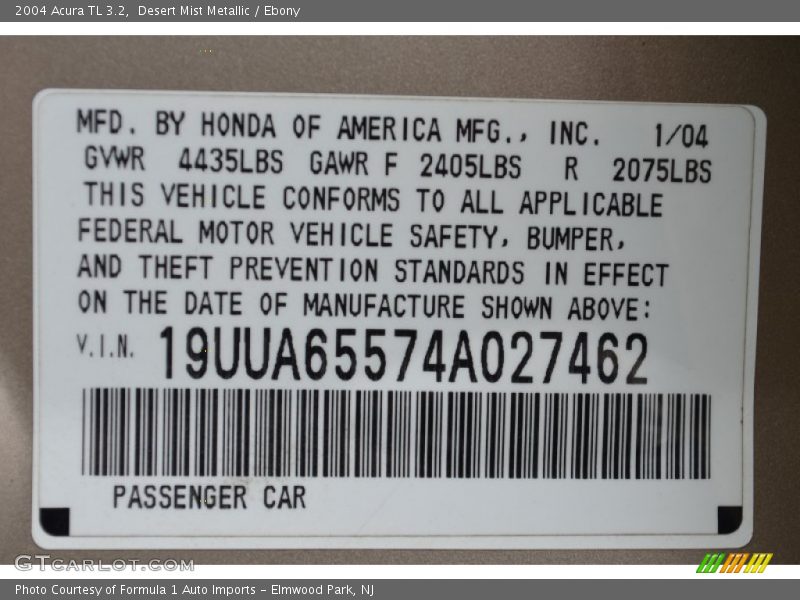 2004 Acura TL 3.2,  Desert Mist Metallic / Ebony
MFD. BY HONDA OF AMERICA MFG., INC. 1/04
GVWR 4435LBS GAWR F 2405LBS R 2075LBS
THIS VEHICLE CONFORMS TO ALL APPLICABLE
FEDERAL MOTOR VEHICLE SAFETY, BUMPER,
AND THEFT PREVENTION STANDARDS IN EFFECT
ON THE DATE OF MANUFACTURE SHOWN ABOVE:
V.I.N. 19UUA65574A027462
PASSENGER CAR
GTcarlot.com
Photo Courtesy of Formula 1 Auto Imports - Elmwood Park, NJ